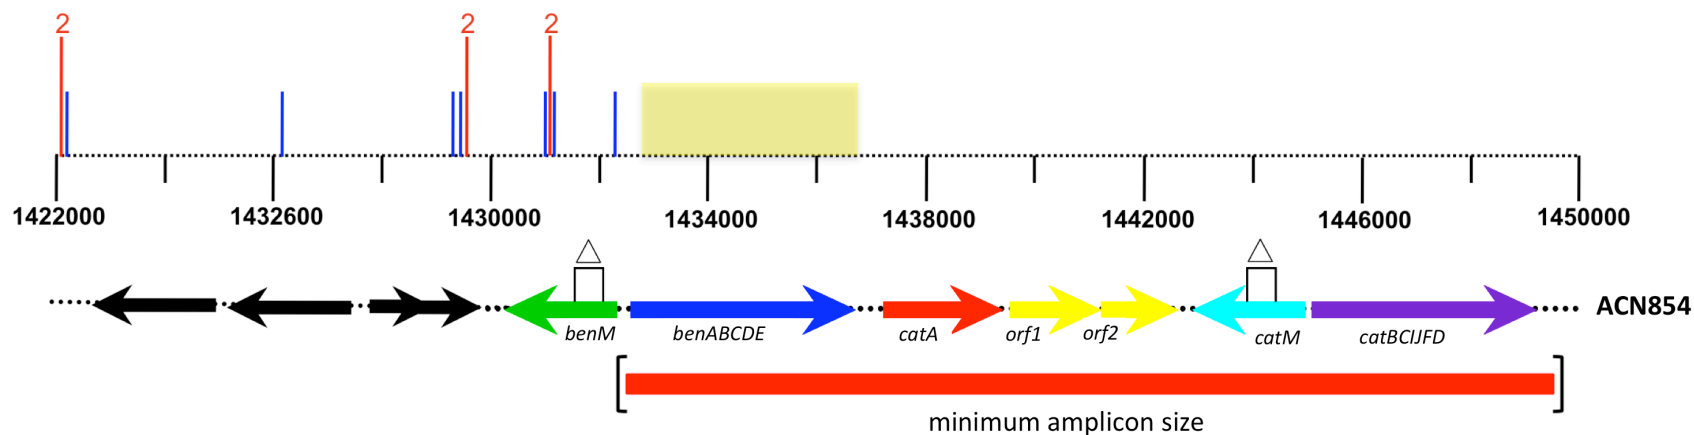 2 2 2
1422000 1432600 1430000 1434000 1438000 1442000 1446000 1450000
ACN854
benM benABCDE catA orf1 orf2 catM catBCIJFD
minimum amplicon size